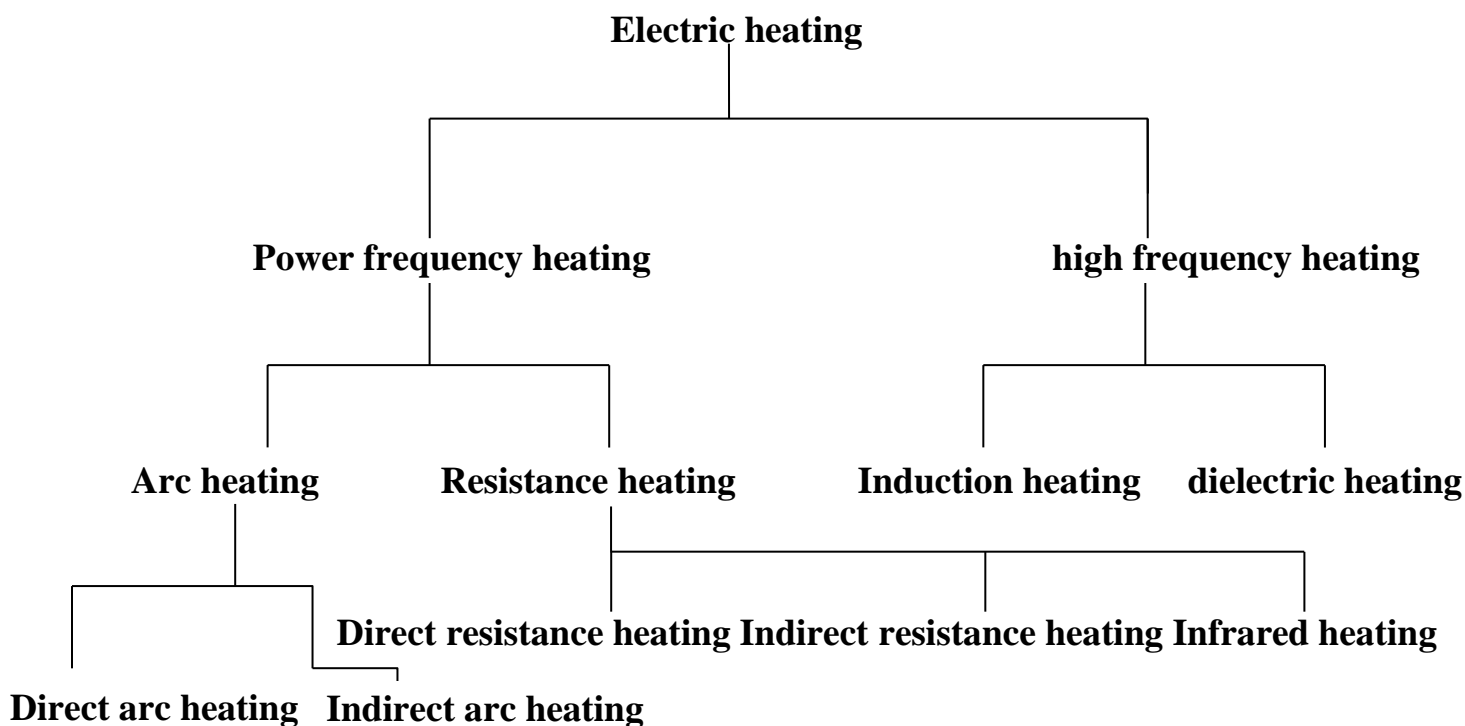 Electric heating
Power frequency heating
high frequency heating
Arc heating
Resistance heating
Induction heating
dielectric heating
Direct resistance heating
Indirect resistance heating
Infrared heating
Direct arc heating
Indirect arc heating